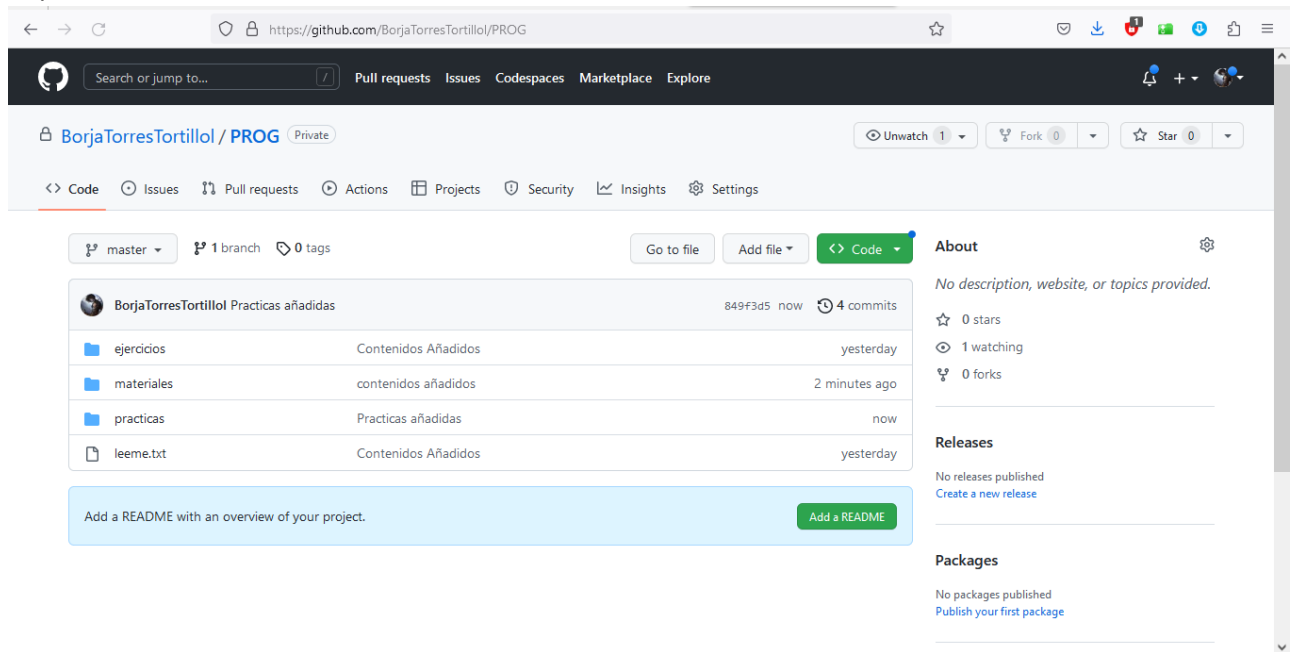 https://github.com/BorjaTorresTortillol/PROG
1
Search or jump to... / Pull requests Issues Codespaces Marketplace Explore
BorjaTorresTortillol / PROG Private
Unwatch 1 Fork 0 Star 0
<> Code Issues Pull requests Actions Projects Security Insights Settings
master 1 branch 0 tags Go to file Add file <> Code
About
No description, website, or topics provided.
BorjaTorresTortillol Practicas añadidas 849f3d5 now 4 commits
0 stars
ejercicios Contenidos Añadidos yesterday
1 watching
materiales contenidos añadidos 2 minutes ago
0 forks
practicas Practicas añadidas now
leeme.txt Contenidos Añadidos yesterday
Releases
No releases published
Create a new release
Add a README with an overview of your project. Add a README
Packages
No packages published
Publish your first package